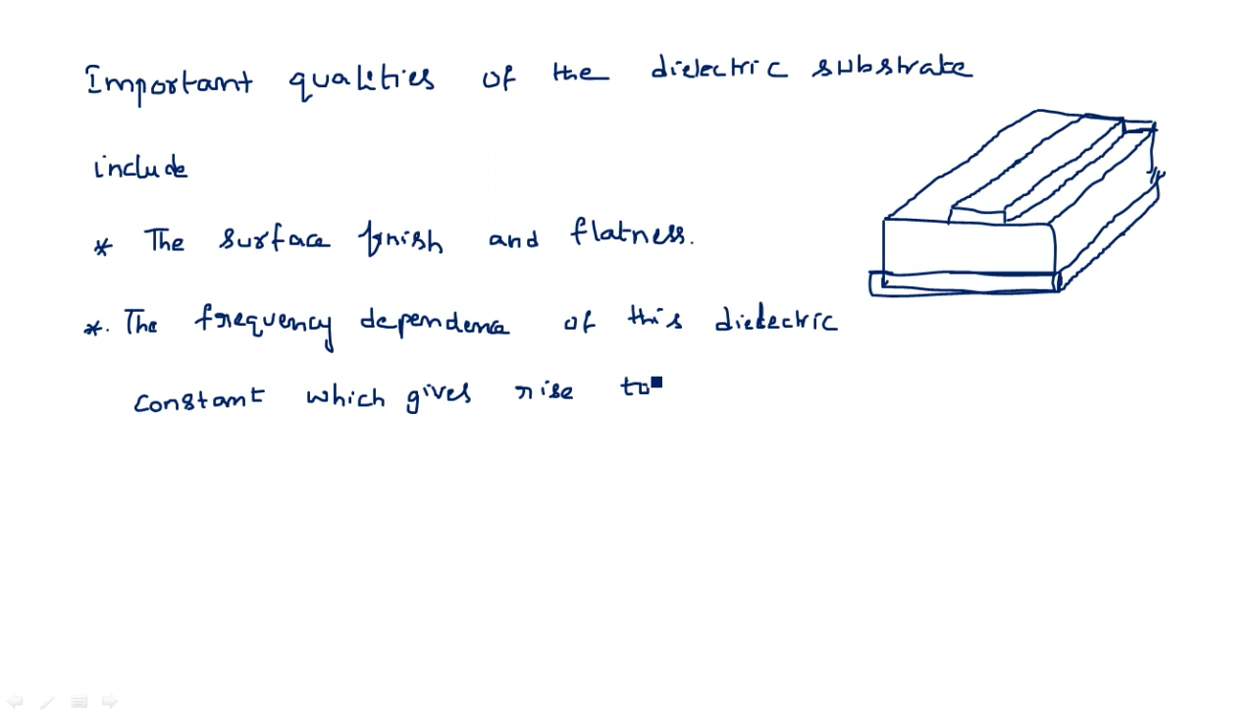 Important qualities of the dielectric substrate
include
* The surface finish and flatness.
*. The frequency dependence of this dielectric
constant which gives rise to